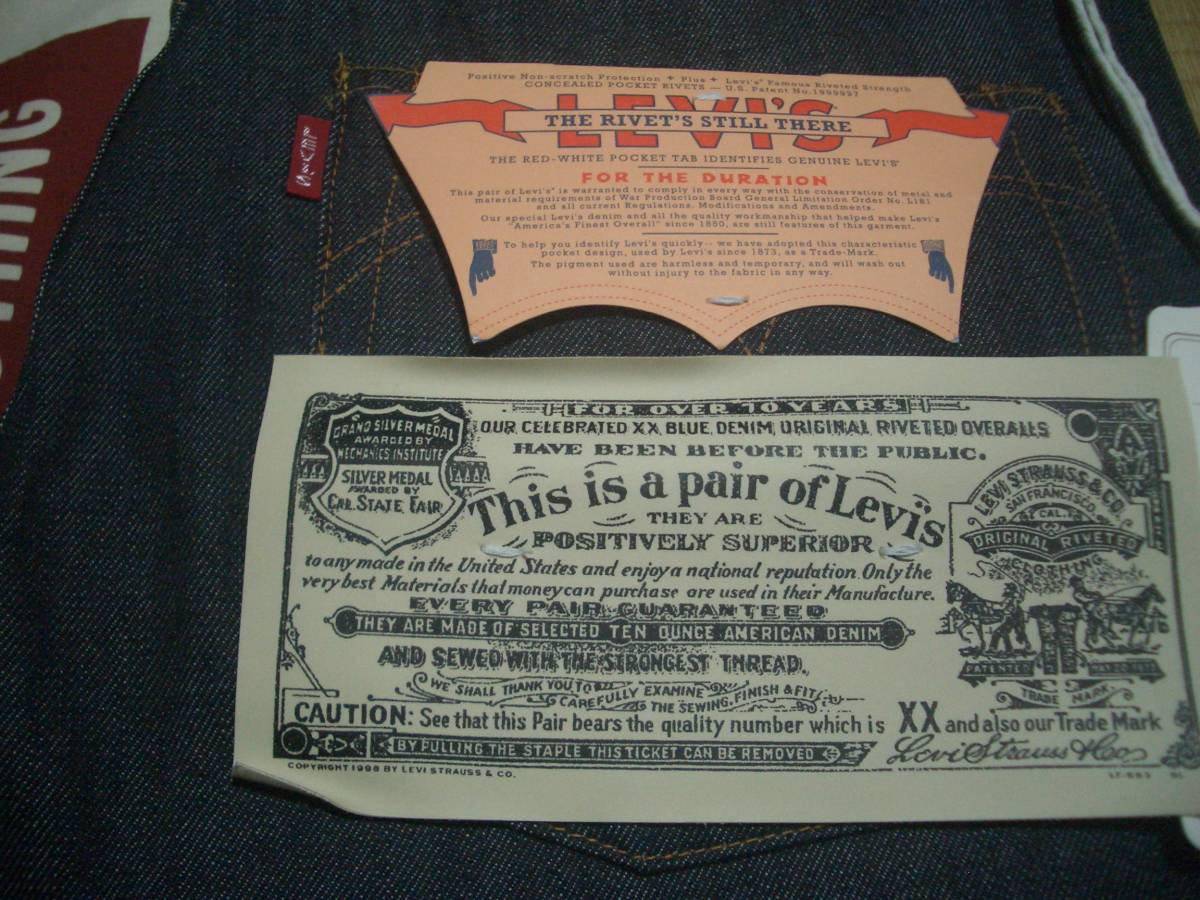 HING
LEVI'S
Positive Non-scratch Protection + Plus + Levi's® Famous Riveted Strength
CONCEALED POCKET RIVETS — U.S. Patent No. 1999927
LEVI'S
THE RIVET'S STILL THERE
THE RED-WHITE POCKET TAB IDENTIFIES GENUINE LEVI'S®
FOR THE DURATION
This pair of Levi's® is warranted to comply in every way with the conservation of metal and
material requirements of War Production Board General Limitation Order No. L181
and all current Regulations, Modifications and Amendments.
Our special Levi's denim and all the quality workmanship that helped make Levi's
"America's Finest Overall" since 1850, are still features of this garment.
To help you identify Levi's quickly-- we have adopted this characteristic
pocket design, used by Levi's since 1873, as a Trade-Mark.
The pigment used are harmless and temporary, and will wash out
without injury to the fabric in any way.
FOR OVER 70 YEARS
OUR CELEBRATED XX BLUE DENIM, ORIGINAL RIVETED OVERALLS
HAVE BEEN BEFORE THE PUBLIC.
GRAND SILVER MEDAL
AWARDED BY
MECHANICS INSTITUTE
SILVER MEDAL
AWARDED BY
CAL. STATE FAIR
This is a pair of Levi's
THEY ARE
POSITIVELY SUPERIOR
to any made in the United States and enjoy a national reputation. Only the
very best Materials that money can purchase are used in their Manufacture.
EVERY PAIR GUARANTEED
THEY ARE MADE OF SELECTED TEN OUNCE AMERICAN DENIM
AND SEWED WITH THE STRONGEST THREAD.
WE SHALL THANK YOU TO
CAREFULLY EXAMINE
THE SEWING, FINISH & FIT
LEVI STRAUSS & CO.
SAN FRANCISCO
CAL.
ORIGINAL RIVETED
CLOTHING
PATENTED
TRADE MARK
CAUTION: See that this Pair bears the quality number which is XX and also our Trade Mark
BY PULLING THE STAPLE THIS TICKET CAN BE REMOVED
Levi Strauss & Co
COPYRIGHT 1998 BY LEVI STRAUSS & CO.